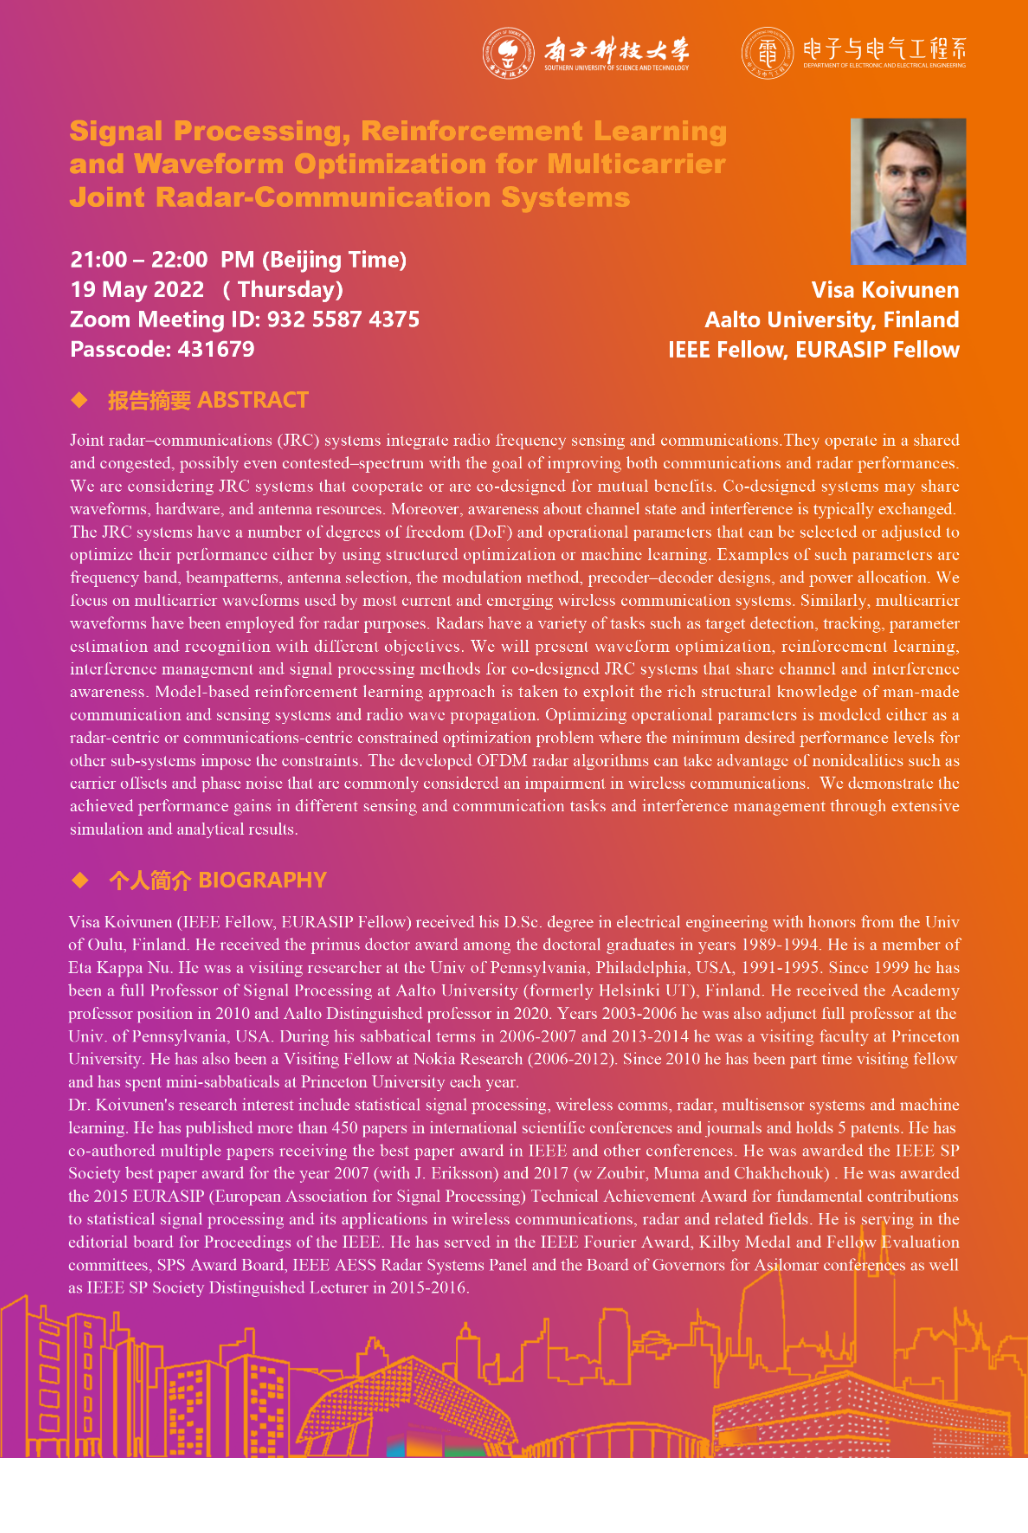 南方科技大学
SOUTHERN UNIVERSITY OF SCIENCE AND TECHNOLOGY
电子与电气工程系
DEPARTMENT OF ELECTRONIC AND ELECTRICAL ENGINEERING
Signal Processing, Reinforcement Learning
and Waveform Optimization for Multicarrier
Joint Radar-Communication Systems
21:00 – 22:00 PM (Beijing Time)
19 May 2022 ( Thursday)
Zoom Meeting ID: 932 5587 4375
Passcode: 431679
Visa Koivunen
Aalto University, Finland
IEEE Fellow, EURASIP Fellow
◆ 报告摘要 ABSTRACT
Joint radar–communications (JRC) systems integrate radio frequency sensing and communications.They operate in a shared
and congested, possibly even contested–spectrum with the goal of improving both communications and radar performances.
We are considering JRC systems that cooperate or are co-designed for mutual benefits. Co-designed systems may share
waveforms, hardware, and antenna resources. Moreover, awareness about channel state and interference is typically exchanged.
The JRC systems have a number of degrees of freedom (DoF) and operational parameters that can be selected or adjusted to
optimize their performance either by using structured optimization or machine learning. Examples of such parameters are
frequency band, beampatterns, antenna selection, the modulation method, precoder–decoder designs, and power allocation. We
focus on multicarrier waveforms used by most current and emerging wireless communication systems. Similarly, multicarrier
waveforms have been employed for radar purposes. Radars have a variety of tasks such as target detection, tracking, parameter
estimation and recognition with different objectives. We will present waveform optimization, reinforcement learning,
interference management and signal processing methods for co-designed JRC systems that share channel and interference
awareness. Model-based reinforcement learning approach is taken to exploit the rich structural knowledge of man-made
communication and sensing systems and radio wave propagation. Optimizing operational parameters is modeled either as a
radar-centric or communications-centric constrained optimization problem where the minimum desired performance levels for
other sub-systems impose the constraints. The developed OFDM radar algorithms can take advantage of nonidealities such as
carrier offsets and phase noise that are commonly considered an impairment in wireless communications. We demonstrate the
achieved performance gains in different sensing and communication tasks and interference management through extensive
simulation and analytical results.
◆ 个人简介 BIOGRAPHY
Visa Koivunen (IEEE Fellow, EURASIP Fellow) received his D.Sc. degree in electrical engineering with honors from the Univ
of Oulu, Finland. He received the primus doctor award among the doctoral graduates in years 1989-1994. He is a member of
Eta Kappa Nu. He was a visiting researcher at the Univ of Pennsylvania, Philadelphia, USA, 1991-1995. Since 1999 he has
been a full Professor of Signal Processing at Aalto University (formerly Helsinki UT), Finland. He received the Academy
professor position in 2010 and Aalto Distinguished professor in 2020. Years 2003-2006 he was also adjunct full professor at the
Univ. of Pennsylvania, USA. During his sabbatical terms in 2006-2007 and 2013-2014 he was a visiting faculty at Princeton
University. He has also been a Visiting Fellow at Nokia Research (2006-2012). Since 2010 he has been part time visiting fellow
and has spent mini-sabbaticals at Princeton University each year.
Dr. Koivunen's research interest include statistical signal processing, wireless comms, radar, multisensor systems and machine
learning. He has published more than 450 papers in international scientific conferences and journals and holds 5 patents. He has
co-authored multiple papers receiving the best paper award in IEEE and other conferences. He was awarded the IEEE SP
Society best paper award for the year 2007 (with J. Eriksson) and 2017 (w Zoubir, Muma and Chakhchouk) . He was awarded
the 2015 EURASIP (European Association for Signal Processing) Technical Achievement Award for fundamental contributions
to statistical signal processing and its applications in wireless communications, radar and related fields. He is serving in the
editorial board for Proceedings of the IEEE. He has served in the IEEE Fourier Award, Kilby Medal and Fellow Evaluation
committees, SPS Award Board, IEEE AESS Radar Systems Panel and the Board of Governors for Asilomar conferences as well
as IEEE SP Society Distinguished Lecturer in 2015-2016.